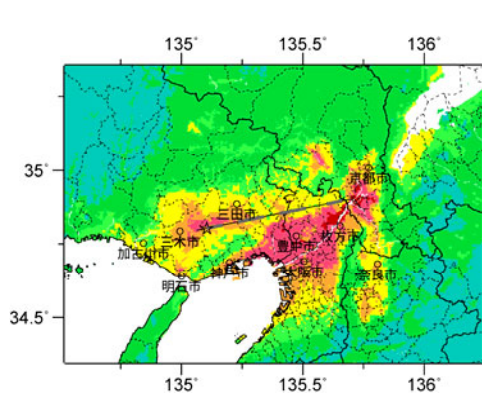 135° 135.5° 136°
35°
京都市
三田市
三木市
豊中市 枚方市
加古川市 神戸市 大阪市 奈良市
明石市
34.5°
135° 135.5° 136°